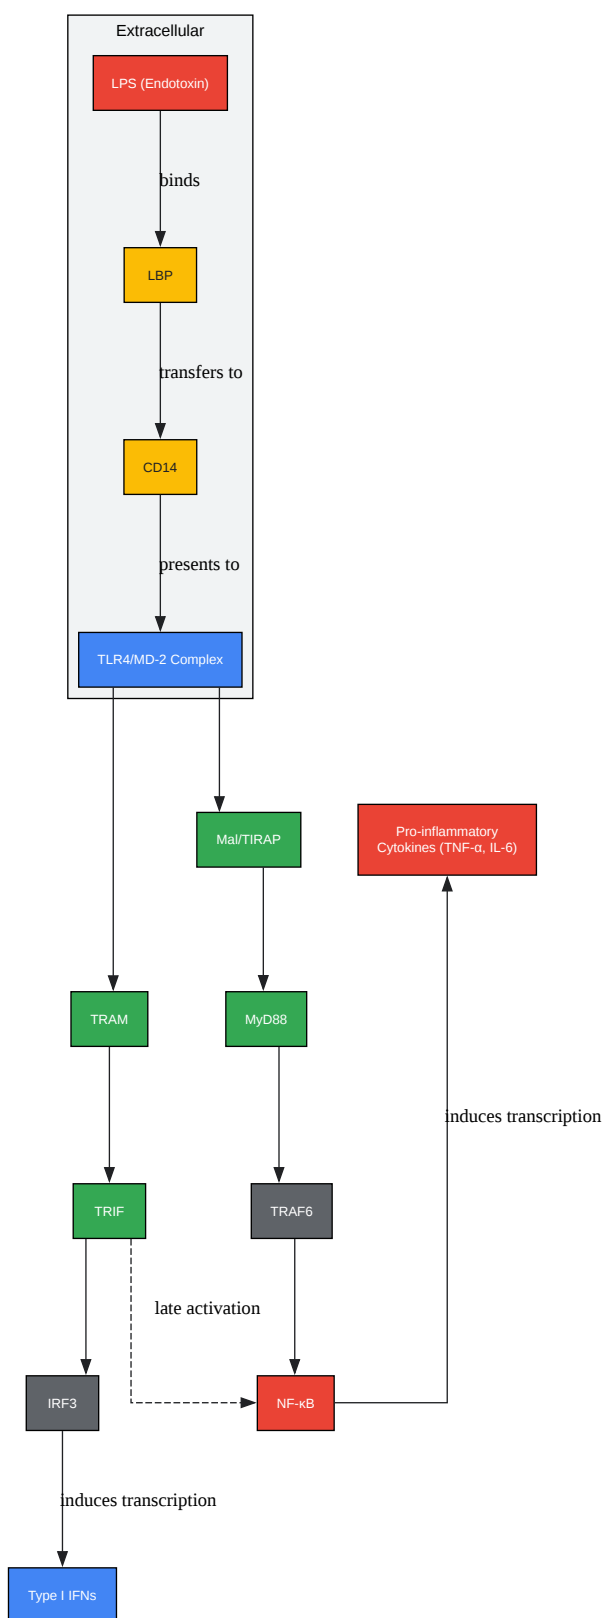 Extracellular
LPS (Endotoxin)
binds
LBP
transfers to
CD14
presents to
TLR4/MD-2 Complex
Mal/TIRAP
Pro-inflammatory
Cytokines (TNF-α, IL-6)
TRAM
MyD88
induces transcription
TRIF
TRAF6
late activation
IRF3
NF-κB
induces transcription
Type I IFNs